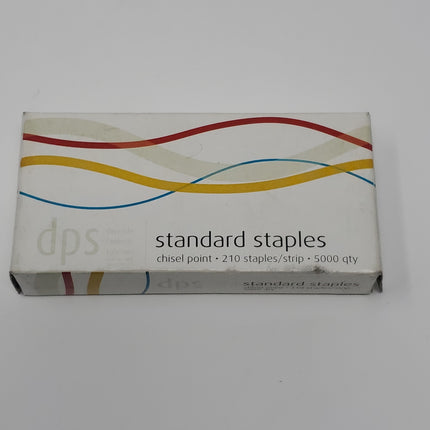 dps
standard staples
chisel point • 210 staples/strip • 5000 qty
dps
standard staples